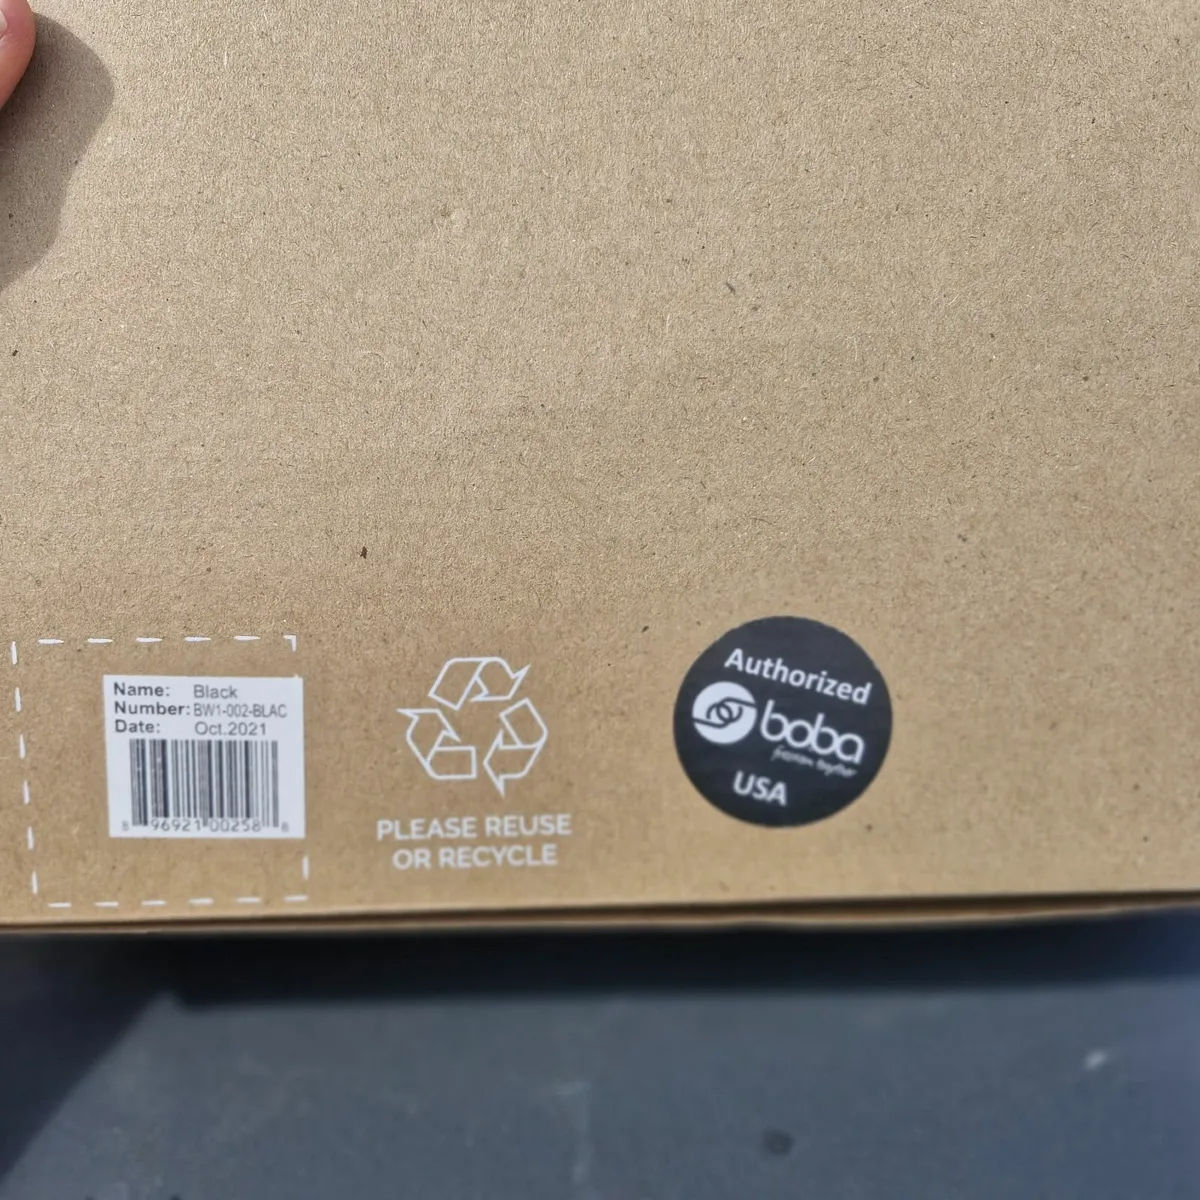 Name: Black
Number: BW1-002-BLAC
Date: Oct.2021
8 96921 00258 8
PLEASE REUSE
OR RECYCLE
Authorized
boba
USA